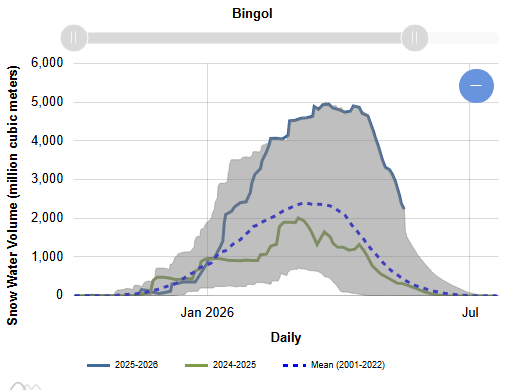 Bingol
Snow Water Volume (million cubic meters)
6,000
5,000
4,000
3,000
2,000
1,000
0
Jan 2026
Jul
Daily
2025-2026
2024-2025
Mean (2001-2022)